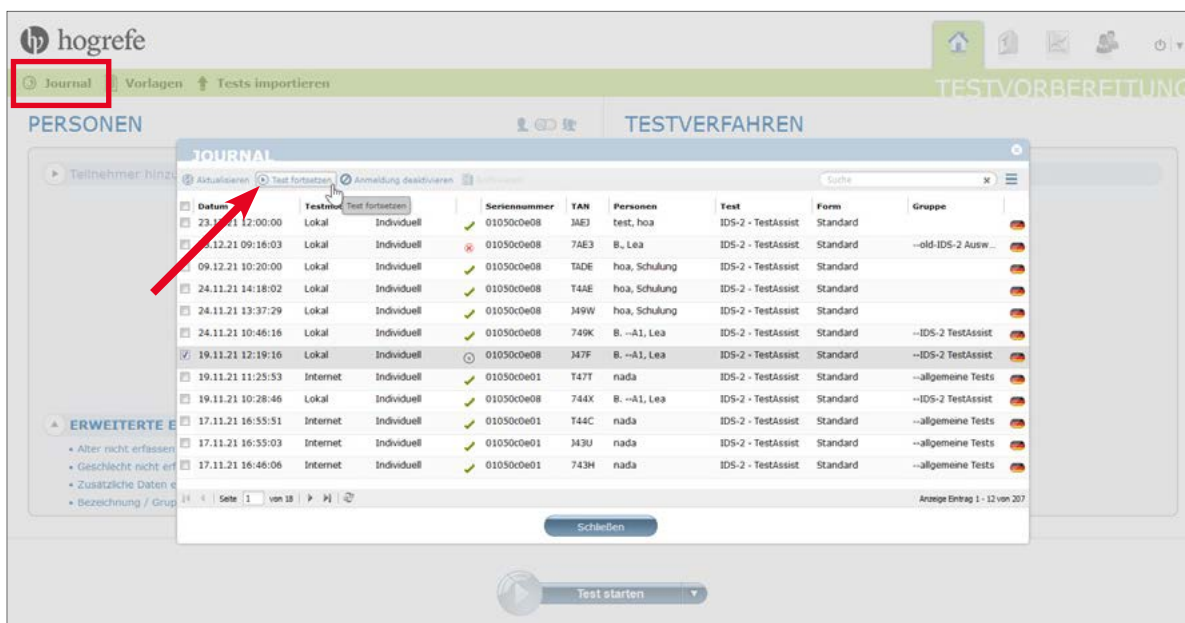 hogrefe
Journal Vorlagen Tests importieren
TESTVORBEREITUNG
PERSONEN TESTVERFAHREN
JOURNAL
Aktualisieren Test fortsetzen Anmeldung deaktivieren Suche
Datum Seriennummer TAN Personen Test Form Gruppe
Test fortsetzen
12:00:00 Lokal Individuell 01050c0e08 test, hoa IDS-2 - TestAssist Standard
09:16:03 Lokal Individuell 01050c0e08 7AE3 B., Lea IDS-2 - TestAssist Standard --old-IDS-2 Ausw...
09.12.21 10:20:00 Lokal Individuell 01050c0e08 TADE hoa, Schulung IDS-2 - TestAssist Standard
24.11.21 14:18:02 Lokal Individuell 01050c0e08 T4AE hoa, Schulung IDS-2 - TestAssist Standard
24.11.21 13:37:29 Lokal Individuell 01050c0e08 J49W hoa, Schulung IDS-2 - TestAssist Standard
24.11.21 10:46:16 Lokal Individuell 01050c0e08 749K B. --A1, Lea IDS-2 - TestAssist Standard --IDS-2 TestAssist
19.11.21 12:19:16 Lokal Individuell 01050c0e08 J47F B. --A1, Lea IDS-2 - TestAssist Standard --IDS-2 TestAssist
19.11.21 11:25:53 Internet Individuell 01050c0e01 T47T nada IDS-2 - TestAssist Standard --allgemeine Tests
19.11.21 10:28:46 Lokal Individuell 01050c0e08 744X B. --A1, Lea IDS-2 - TestAssist Standard --IDS-2 TestAssist
17.11.21 16:55:51 Internet Individuell 01050c0e01 T44C nada IDS-2 - TestAssist Standard --allgemeine Tests
17.11.21 16:55:03 Internet Individuell 01050c0e01 J43U nada IDS-2 - TestAssist Standard --allgemeine Tests
17.11.21 16:46:06 Internet Individuell 01050c0e01 743H nada IDS-2 - TestAssist Standard --allgemeine Tests
Seite 1 von 18 Anzeige Eintrag 1 - 12 von 207
Schließen
Teilnehmer
ERWEITERTE
• Alter nicht erfassen
• Geschlecht nicht
• Zusätzliche Daten
• Bezeichnung /
Test starten